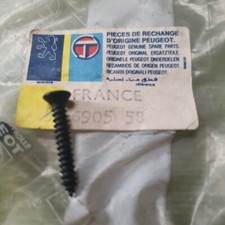 PIECES DE RECHANGE
D'ORIGINE PEUGEOT.
PEUGEOT GENUINE SPARE PARTS.
PEUGEOT ORIGINAL ERSATZTEILE
ORIGINELE PEUGEOT ONDERDELEN
RECAMBIOS DE ORIGEN PEUGEOT.
RICAMBI ORIGINALI PEUGEOT.
FRANCE
6905 58